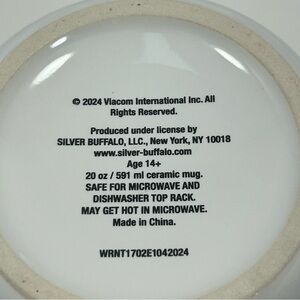 © 2024 Viacom International Inc. All
Rights Reserved.
Produced under license by
SILVER BUFFALO, LLC., New York, NY 10018
www.silver-buffalo.com
Age 14+
20 oz / 591 ml ceramic mug.
SAFE FOR MICROWAVE AND
DISHWASHER TOP RACK.
MAY GET HOT IN MICROWAVE.
Made in China.
WRNT1702E1042024